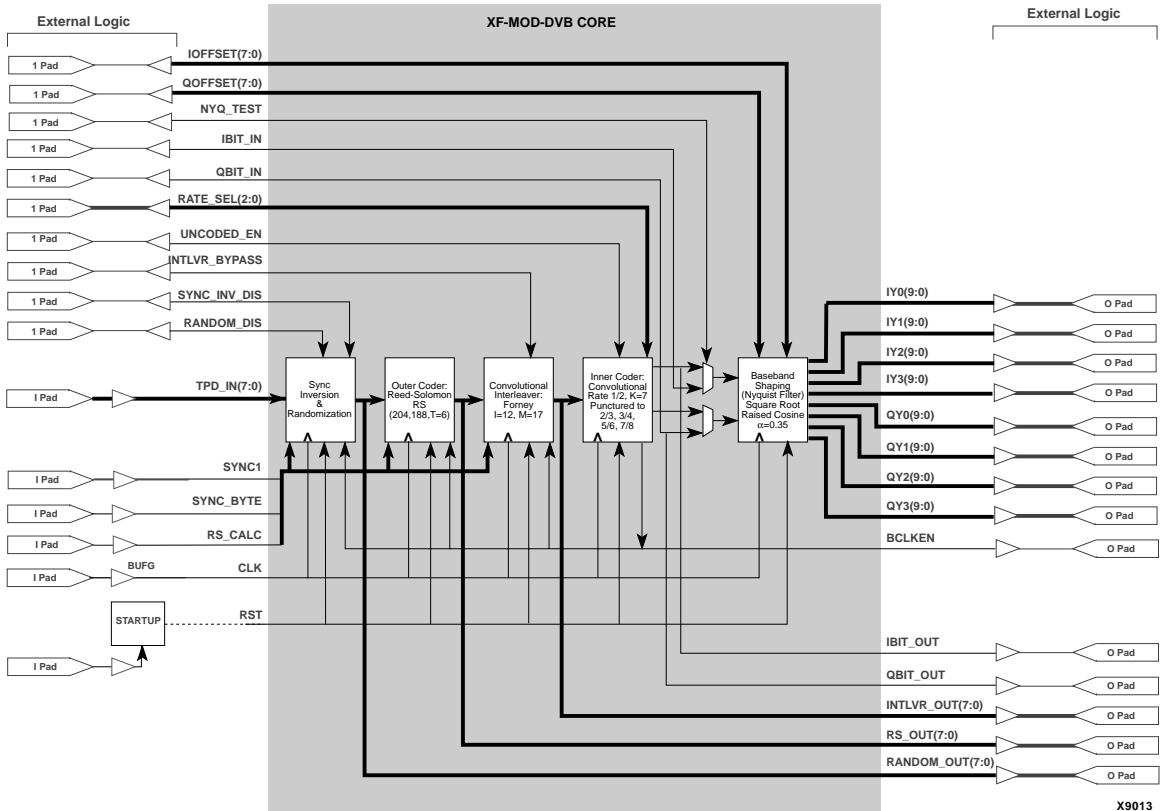 External Logic
XF-MOD-DVB CORE
External Logic
1 Pad
IOFFSET(7:0)
1 Pad
QOFFSET(7:0)
1 Pad
NYQ_TEST
1 Pad
IBIT_IN
1 Pad
QBIT_IN
1 Pad
RATE_SEL(2:0)
1 Pad
UNCODED_EN
1 Pad
INTLVR_BYPASS
1 Pad
SYNC_INV_DIS
1 Pad
RANDOM_DIS
I Pad
TPD_IN(7:0)
Sync
Inversion
&
Randomization
Outer Coder:
Reed-Solomon
RS
(204,188,T=6)
Convolutional
Interleaver:
Forney
I=12, M=17
Inner Coder:
Convolutional
Rate 1/2, K=7
Punctured to
2/3, 3/4,
5/6, 7/8
Baseband
Shaping
(Nyquist Filter)
Square Root
Raised Cosine
α=0.35
IY0(9:0)
O Pad
IY1(9:0)
O Pad
IY2(9:0)
O Pad
IY3(9:0)
O Pad
QY0(9:0)
O Pad
QY1(9:0)
O Pad
QY2(9:0)
O Pad
QY3(9:0)
O Pad
I Pad
SYNC1
I Pad
SYNC_BYTE
I Pad
RS_CALC
BCLKEN
O Pad
I Pad
BUFG
CLK
STARTUP
RST
I Pad
IBIT_OUT
O Pad
QBIT_OUT
O Pad
INTLVR_OUT(7:0)
O Pad
RS_OUT(7:0)
O Pad
RANDOM_OUT(7:0)
O Pad
X9013